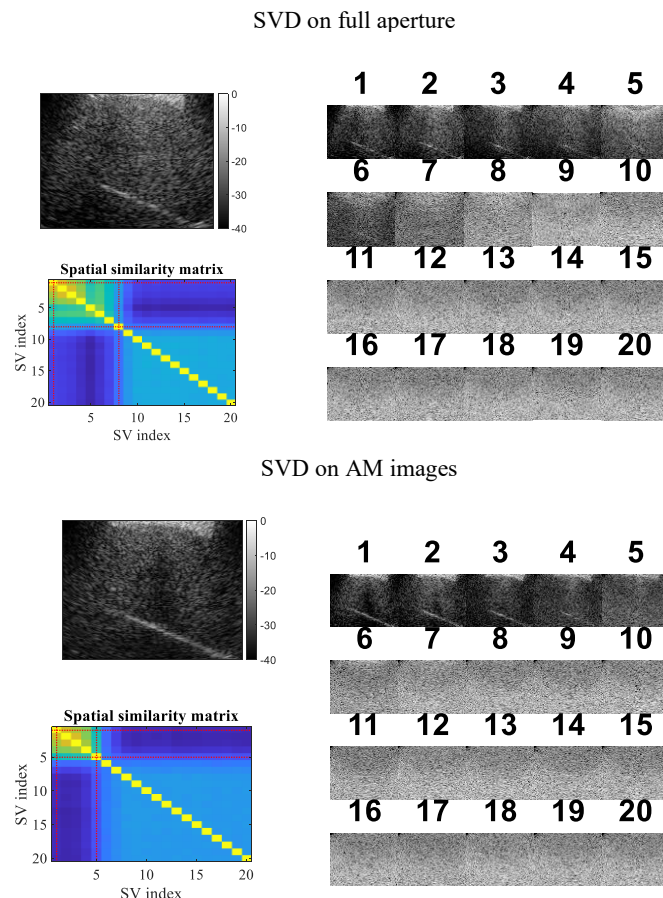 SVD on full aperture
0
-10
-20
-30
-40
1 2 3 4 5
6 7 8 9 10
11 12 13 14 15
16 17 18 19 20
Spatial similarity matrix
SV index
5
10
15
20
5 10 15 20
SV index
SVD on AM images
0
-10
-20
-30
-40
1 2 3 4 5
6 7 8 9 10
11 12 13 14 15
16 17 18 19 20
Spatial similarity matrix
SV index
5
10
15
20
5 10 15 20
SV index